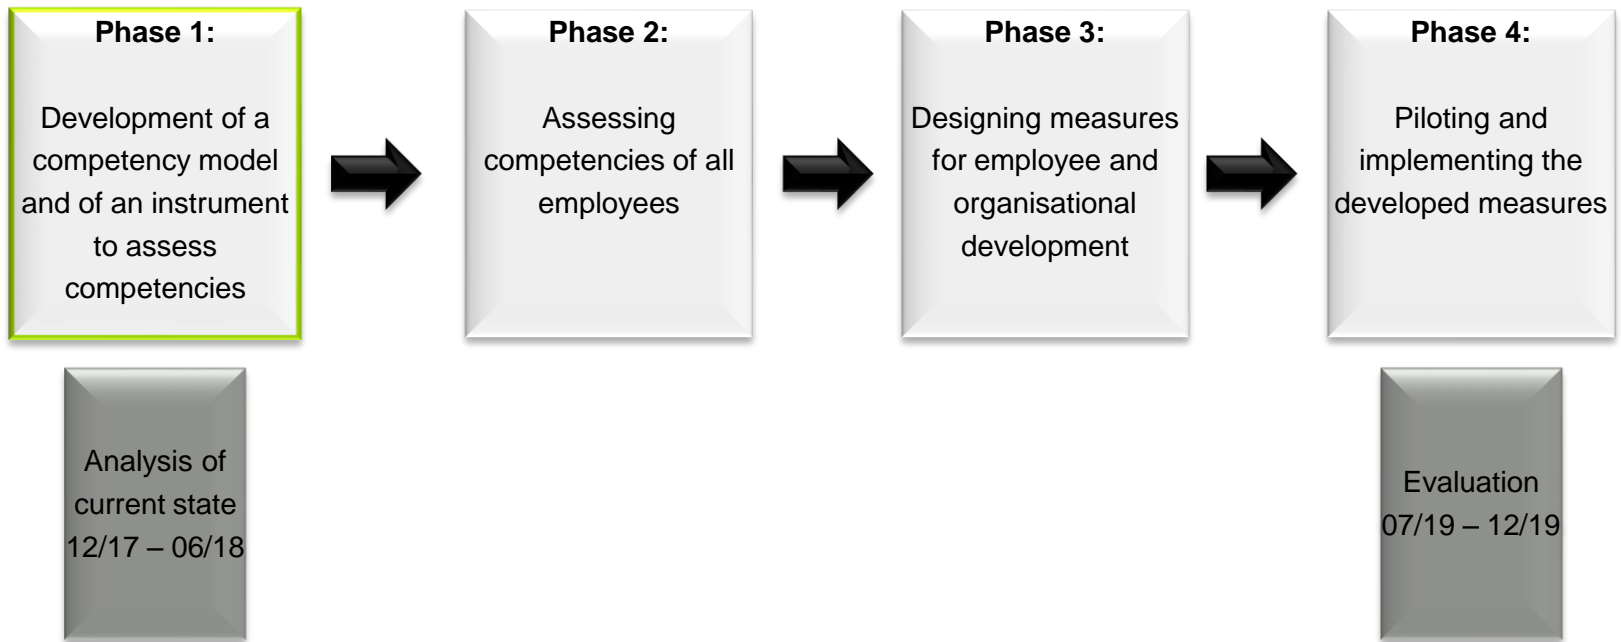 Phase 1:
Development of a
competency model
and of an instrument
to assess
competencies
Phase 2:
Assessing
competencies of all
employees
Phase 3:
Designing measures
for employee and
organisational
development
Phase 4:
Piloting and
implementing the
developed measures
Analysis of
current state
12/17 – 06/18
Evaluation
07/19 – 12/19